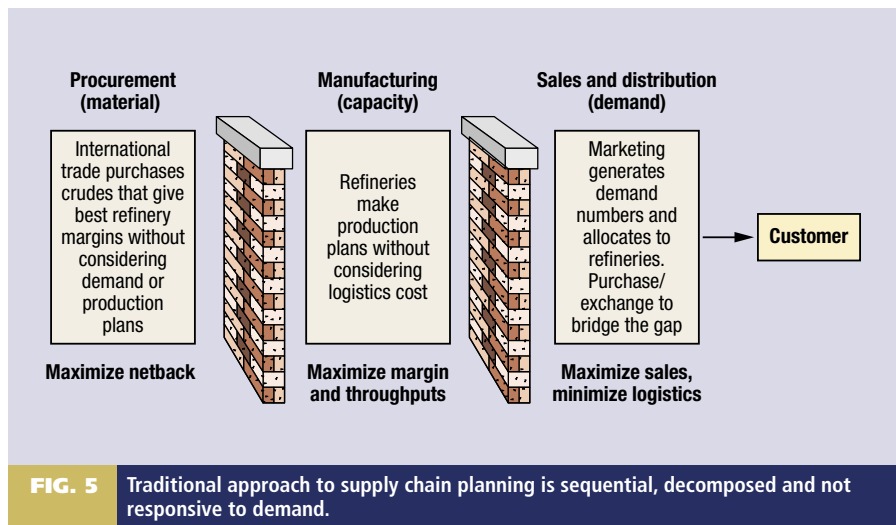 Procurement
(material)
International
trade purchases
crudes that give
best refinery
margins without
considering
demand or
production
plans
Maximize netback
Manufacturing
(capacity)
Refineries
make
production
plans without
considering
logistics cost
Maximize margin
and throughputs
Sales and distribution
(demand)
Marketing
generates
demand
numbers and
allocates to
refineries.
Purchase/
exchange to
bridge the gap
Maximize sales,
minimize logistics
Customer
FIG. 5
Traditional approach to supply chain planning is sequential, decomposed and not
responsive to demand.